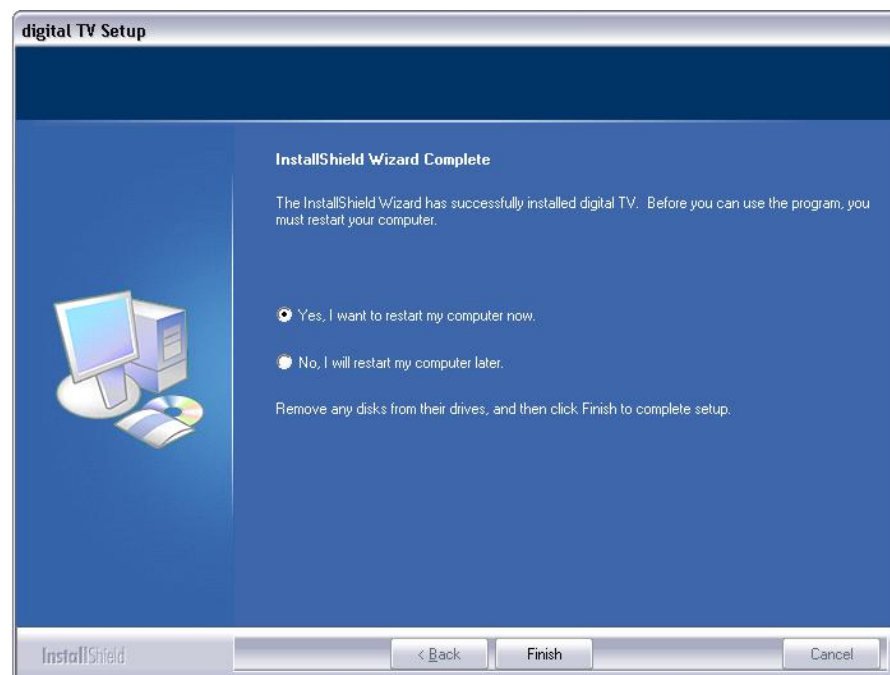 digital TV Setup
InstallShield Wizard Complete
The InstallShield Wizard has successfully installed digital TV. Before you can use the program, you
must restart your computer.
Yes, I want to restart my computer now.
No, I will restart my computer later.
Remove any disks from their drives, and then click Finish to complete setup.
InstallShield
< Back
Finish
Cancel